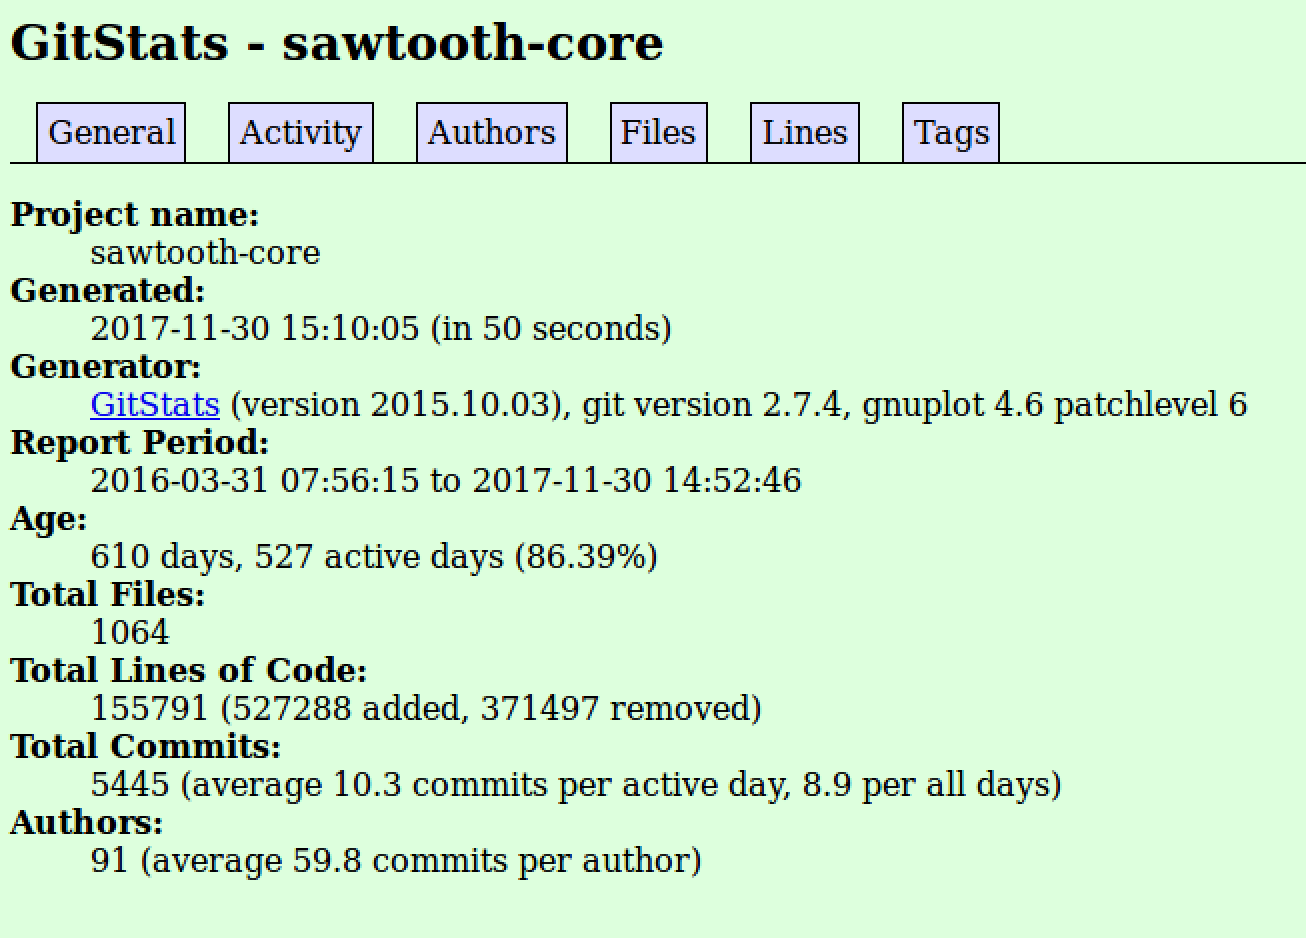 GitStats - sawtooth-core
General Activity Authors Files Lines Tags
Project name:
sawtooth-core
Generated:
2017-11-30 15:10:05 (in 50 seconds)
Generator:
GitStats (version 2015.10.03), git version 2.7.4, gnuplot 4.6 patchlevel 6
Report Period:
2016-03-31 07:56:15 to 2017-11-30 14:52:46
Age:
610 days, 527 active days (86.39%)
Total Files:
1064
Total Lines of Code:
155791 (527288 added, 371497 removed)
Total Commits:
5445 (average 10.3 commits per active day, 8.9 per all days)
Authors:
91 (average 59.8 commits per author)